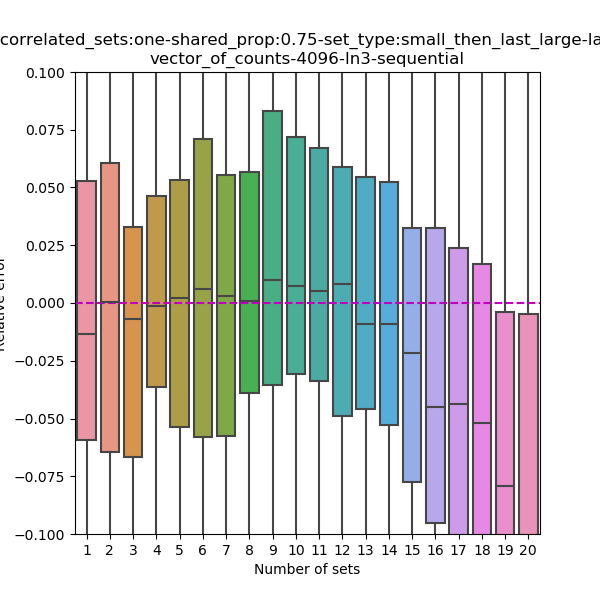 correlated_sets:one-shared_prop:0.75-set_type:small_then_last_large-la
vector_of_counts-4096-ln3-sequential
0.100
0.075
0.050
0.025
0.000
−0.025
−0.050
−0.075
−0.100
Relative error
1 2 3 4 5 6 7 8 9 10 11 12 13 14 15 16 17 18 19 20
Number of sets